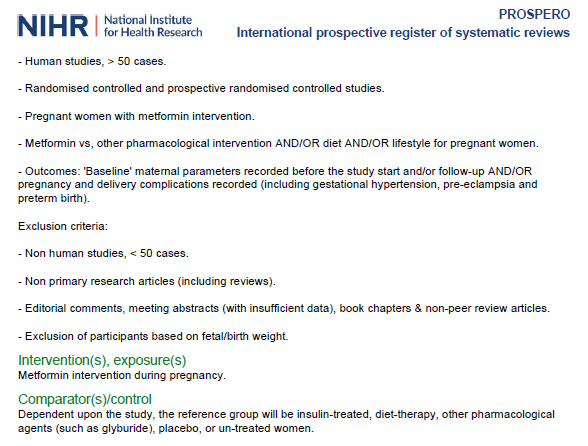 NIHR | National Institute
for Health Research
PROSPERO
International prospective register of systematic reviews
- Human studies, > 50 cases.
- Randomised controlled and prospective randomised controlled studies.
- Pregnant women with metformin intervention.
- Metformin vs, other pharmacological intervention AND/OR diet AND/OR lifestyle for pregnant women.
- Outcomes: 'Baseline' maternal parameters recorded before the study start and/or follow-up AND/OR
pregnancy and delivery complications recorded (including gestational hypertension, pre-eclampsia and
preterm birth).
Exclusion criteria:
- Non human studies, < 50 cases.
- Non primary research articles (including reviews).
- Editorial comments, meeting abstracts (with insufficient data), book chapters & non-peer review articles.
- Exclusion of participants based on fetal/birth weight.
Intervention(s), exposure(s)
Metformin intervention during pregnancy.
Comparator(s)/control
Dependent upon the study, the reference group will be insulin-treated, diet-therapy, other pharmacological
agents (such as glyburide), placebo, or un-treated women.